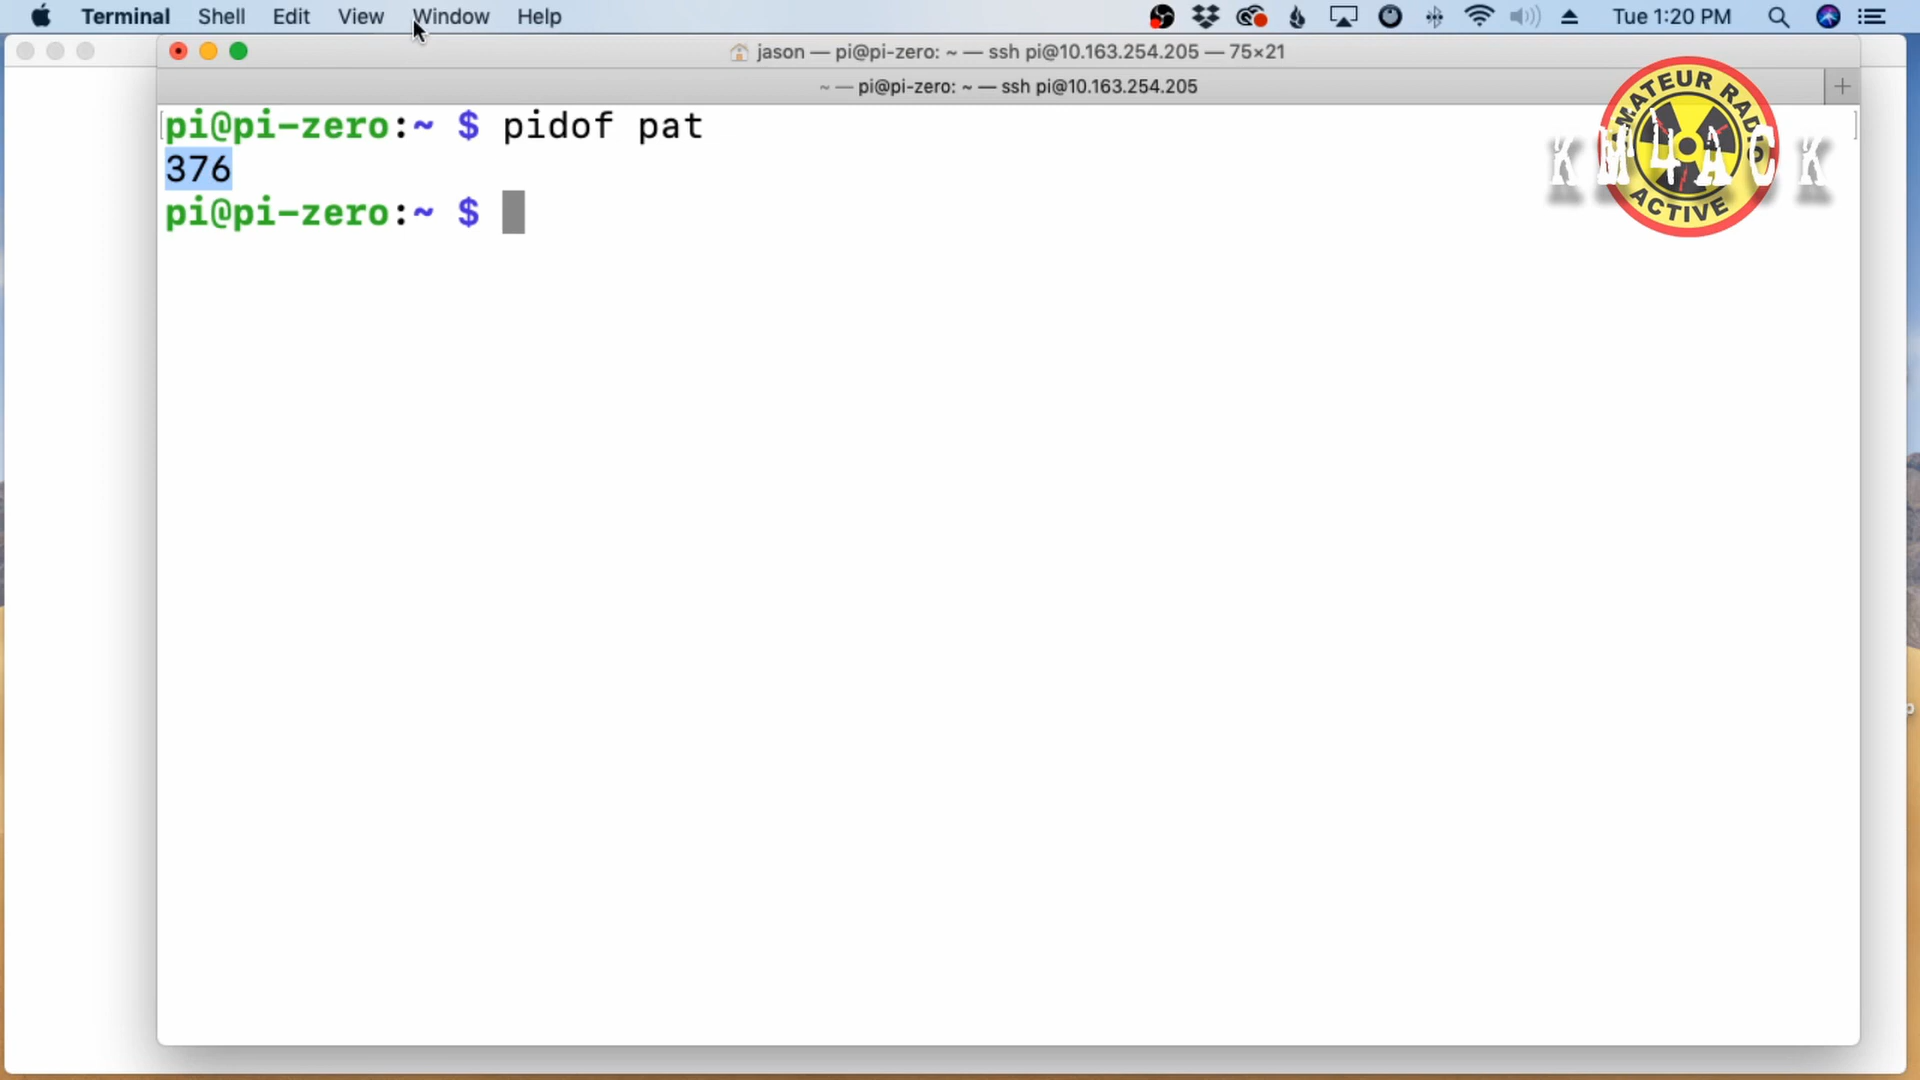 Terminal Shell Edit View Window Help Tue 1:20 PM
jason — pi@pi-zero: ~ — ssh pi@10.163.254.205 — 75×21
~ — pi@pi-zero: ~ — ssh pi@10.163.254.205 +
pi@pi-zero:~ $ pidof pat
376
pi@pi-zero:~ $
AMATEUR RADIO
KM4ACK
ACTIVE